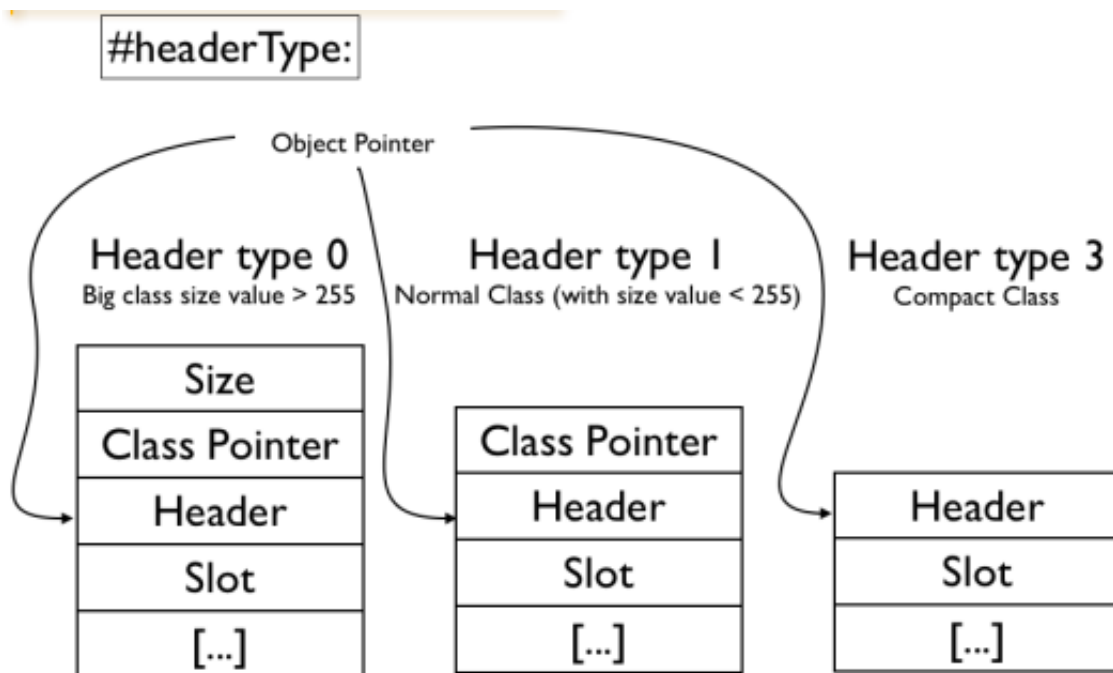 #headerType:
Object Pointer
Header type 0
Big class size value > 255
Size
Class Pointer
Header
Slot
[...]
Header type 1
Normal Class (with size value < 255)
Class Pointer
Header
Slot
[...]
Header type 3
Compact Class
Header
Slot
[...]